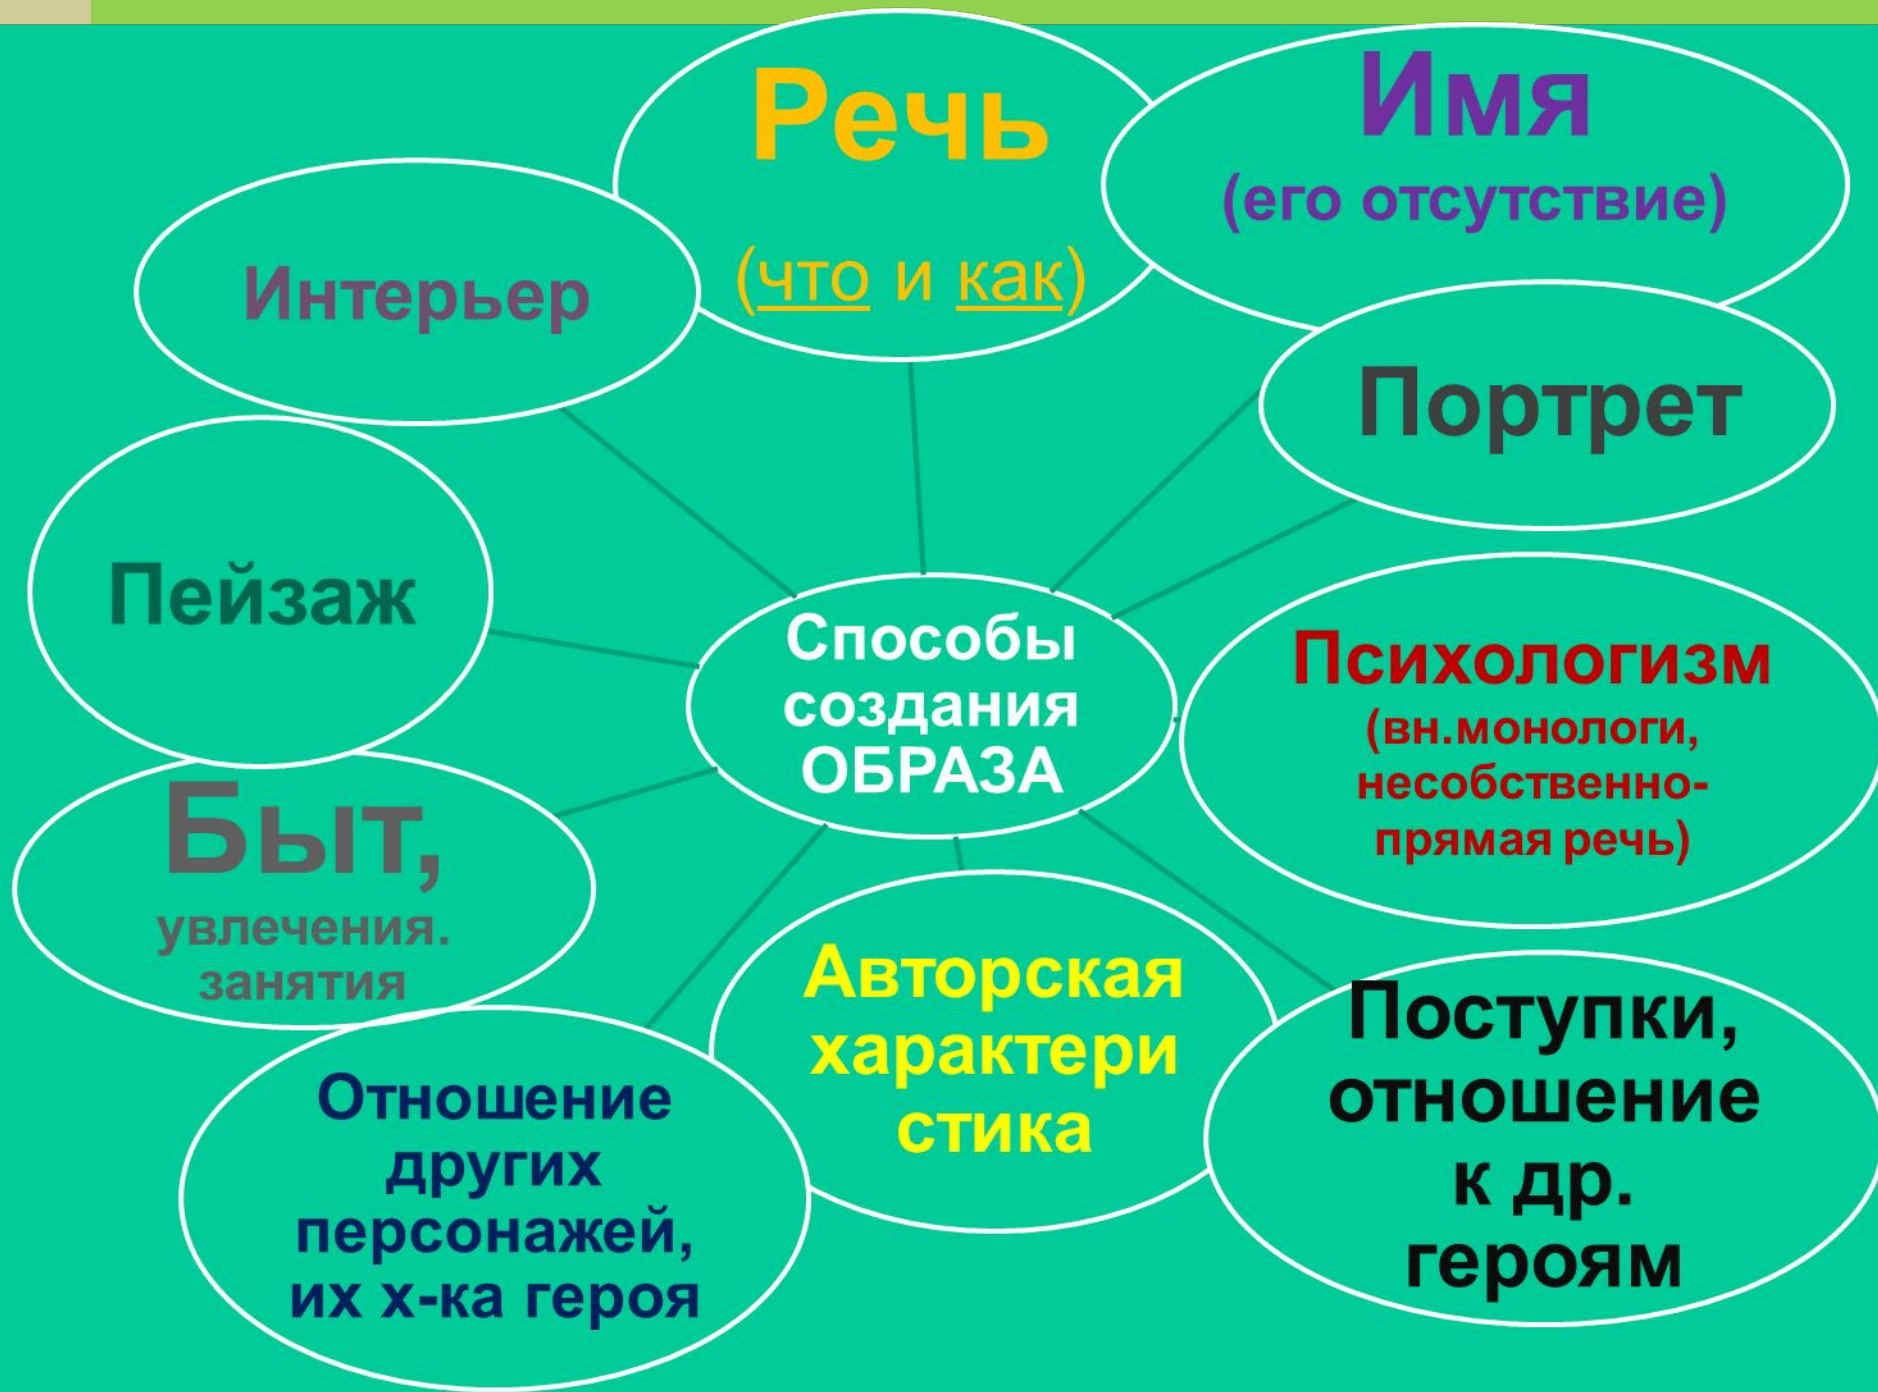 Речь
(что и как)
Имя
(его отсутствие)
Интерьер
Портрет
Пейзаж
Способы
создания
ОБРАЗА
Психологизм
(вн.монологи,
несобственно-
прямая речь)
Быт,
увлечения.
занятия
Авторская
характери
стика
Поступки,
отношение
к др.
героям
Отношение
других
персонажей,
их х-ка героя